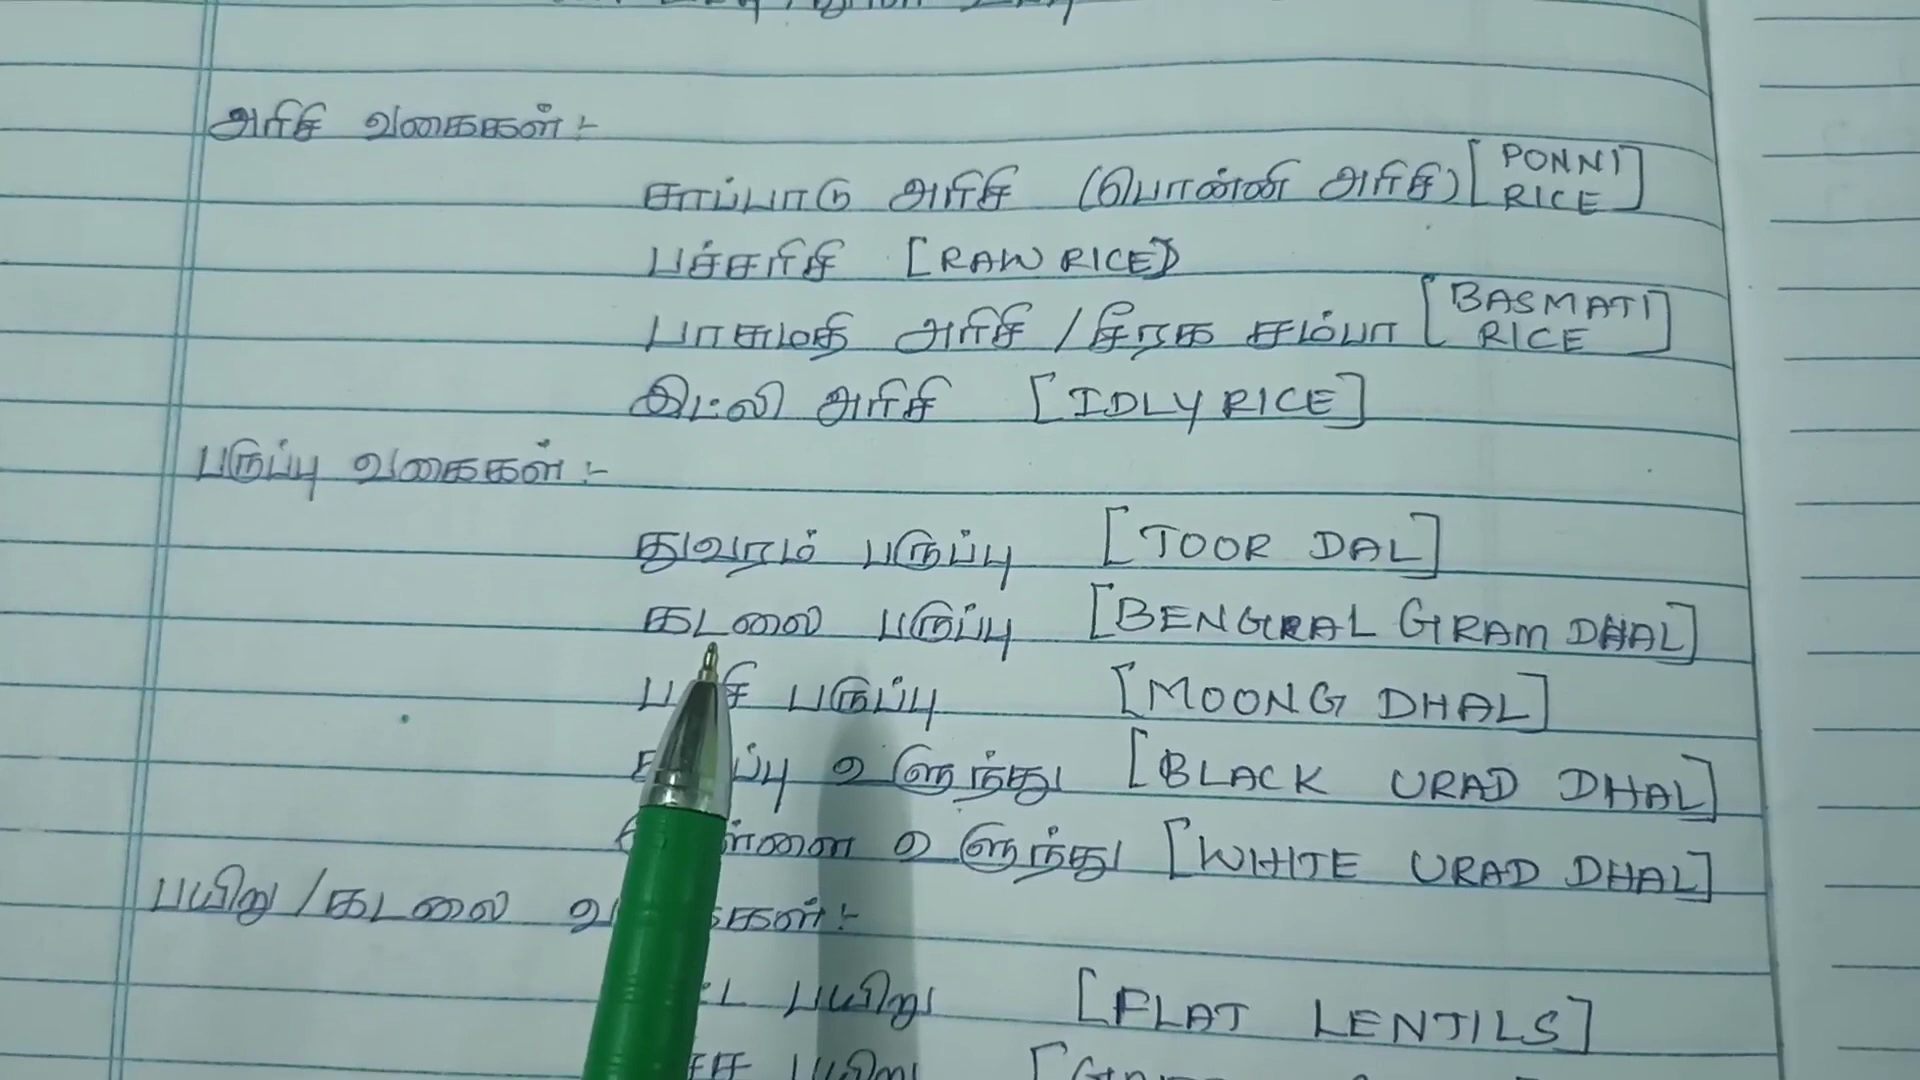 அரிசி வகைகள் :-
சாப்பாடு அரிசி (பொன்னி அரிசி) [PONNI RICE]
பச்சரிசி [RAW RICE]
பாசுமதி அரிசி / சீரக சம்பா [BASMATI RICE]
இட்லி அரிசி [IDLY RICE]
பருப்பு வகைகள் :-
துவரம் பருப்பு [TOOR DAL]
கடலை பருப்பு [BENGRAL GRAM DHAL]
பருப்பு [MOONG DHAL]
உளுந்து [BLACK URAD DHAL]
உளுந்து [WHITE URAD DHAL]
பயிறு / கடலை :-
பயிறு [FLAT LENTILS]
பயிறு